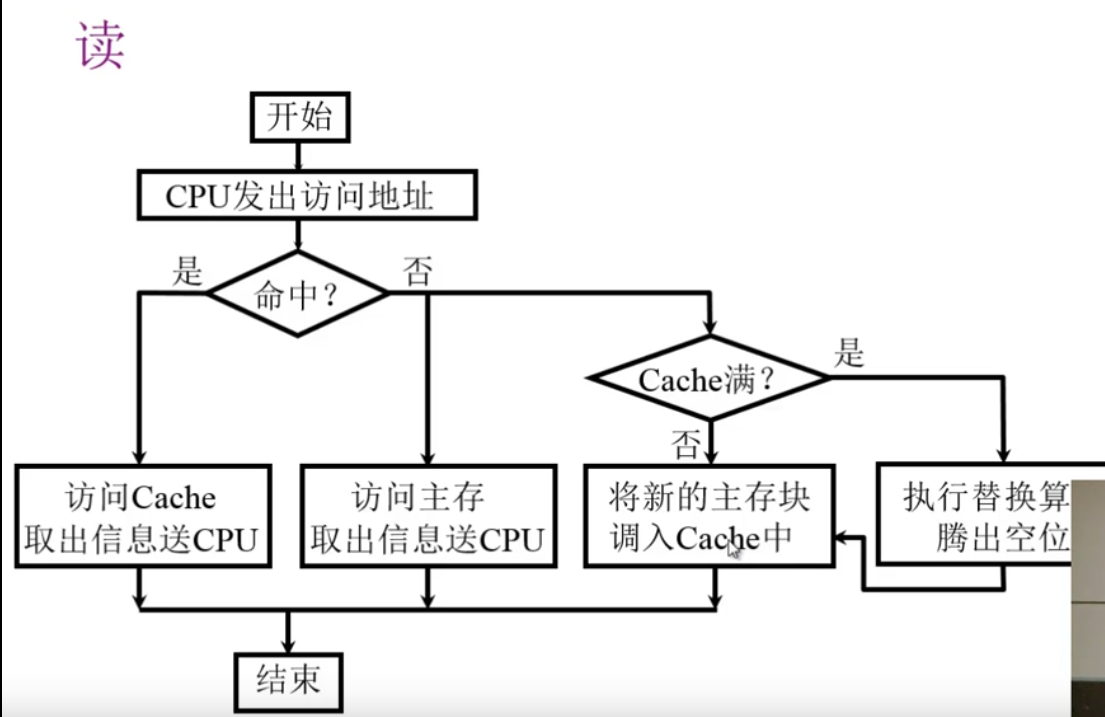 读
开始
CPU发出访问地址
是
否
命中?
是
Cache满?
否
访问Cache
取出信息送CPU
访问主存
取出信息送CPU
将新的主存块
调入Cache中
执行替换算
腾出空位
结束